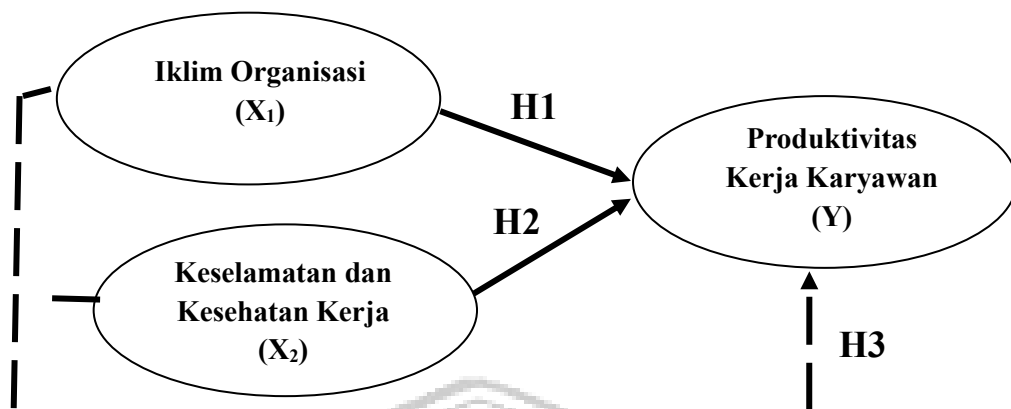 Iklim Organisasi
(X₁)
H1
Produktivitas
Kerja Karyawan
(Y)
H2
Keselamatan dan
Kesehatan Kerja
(X₂)
H3